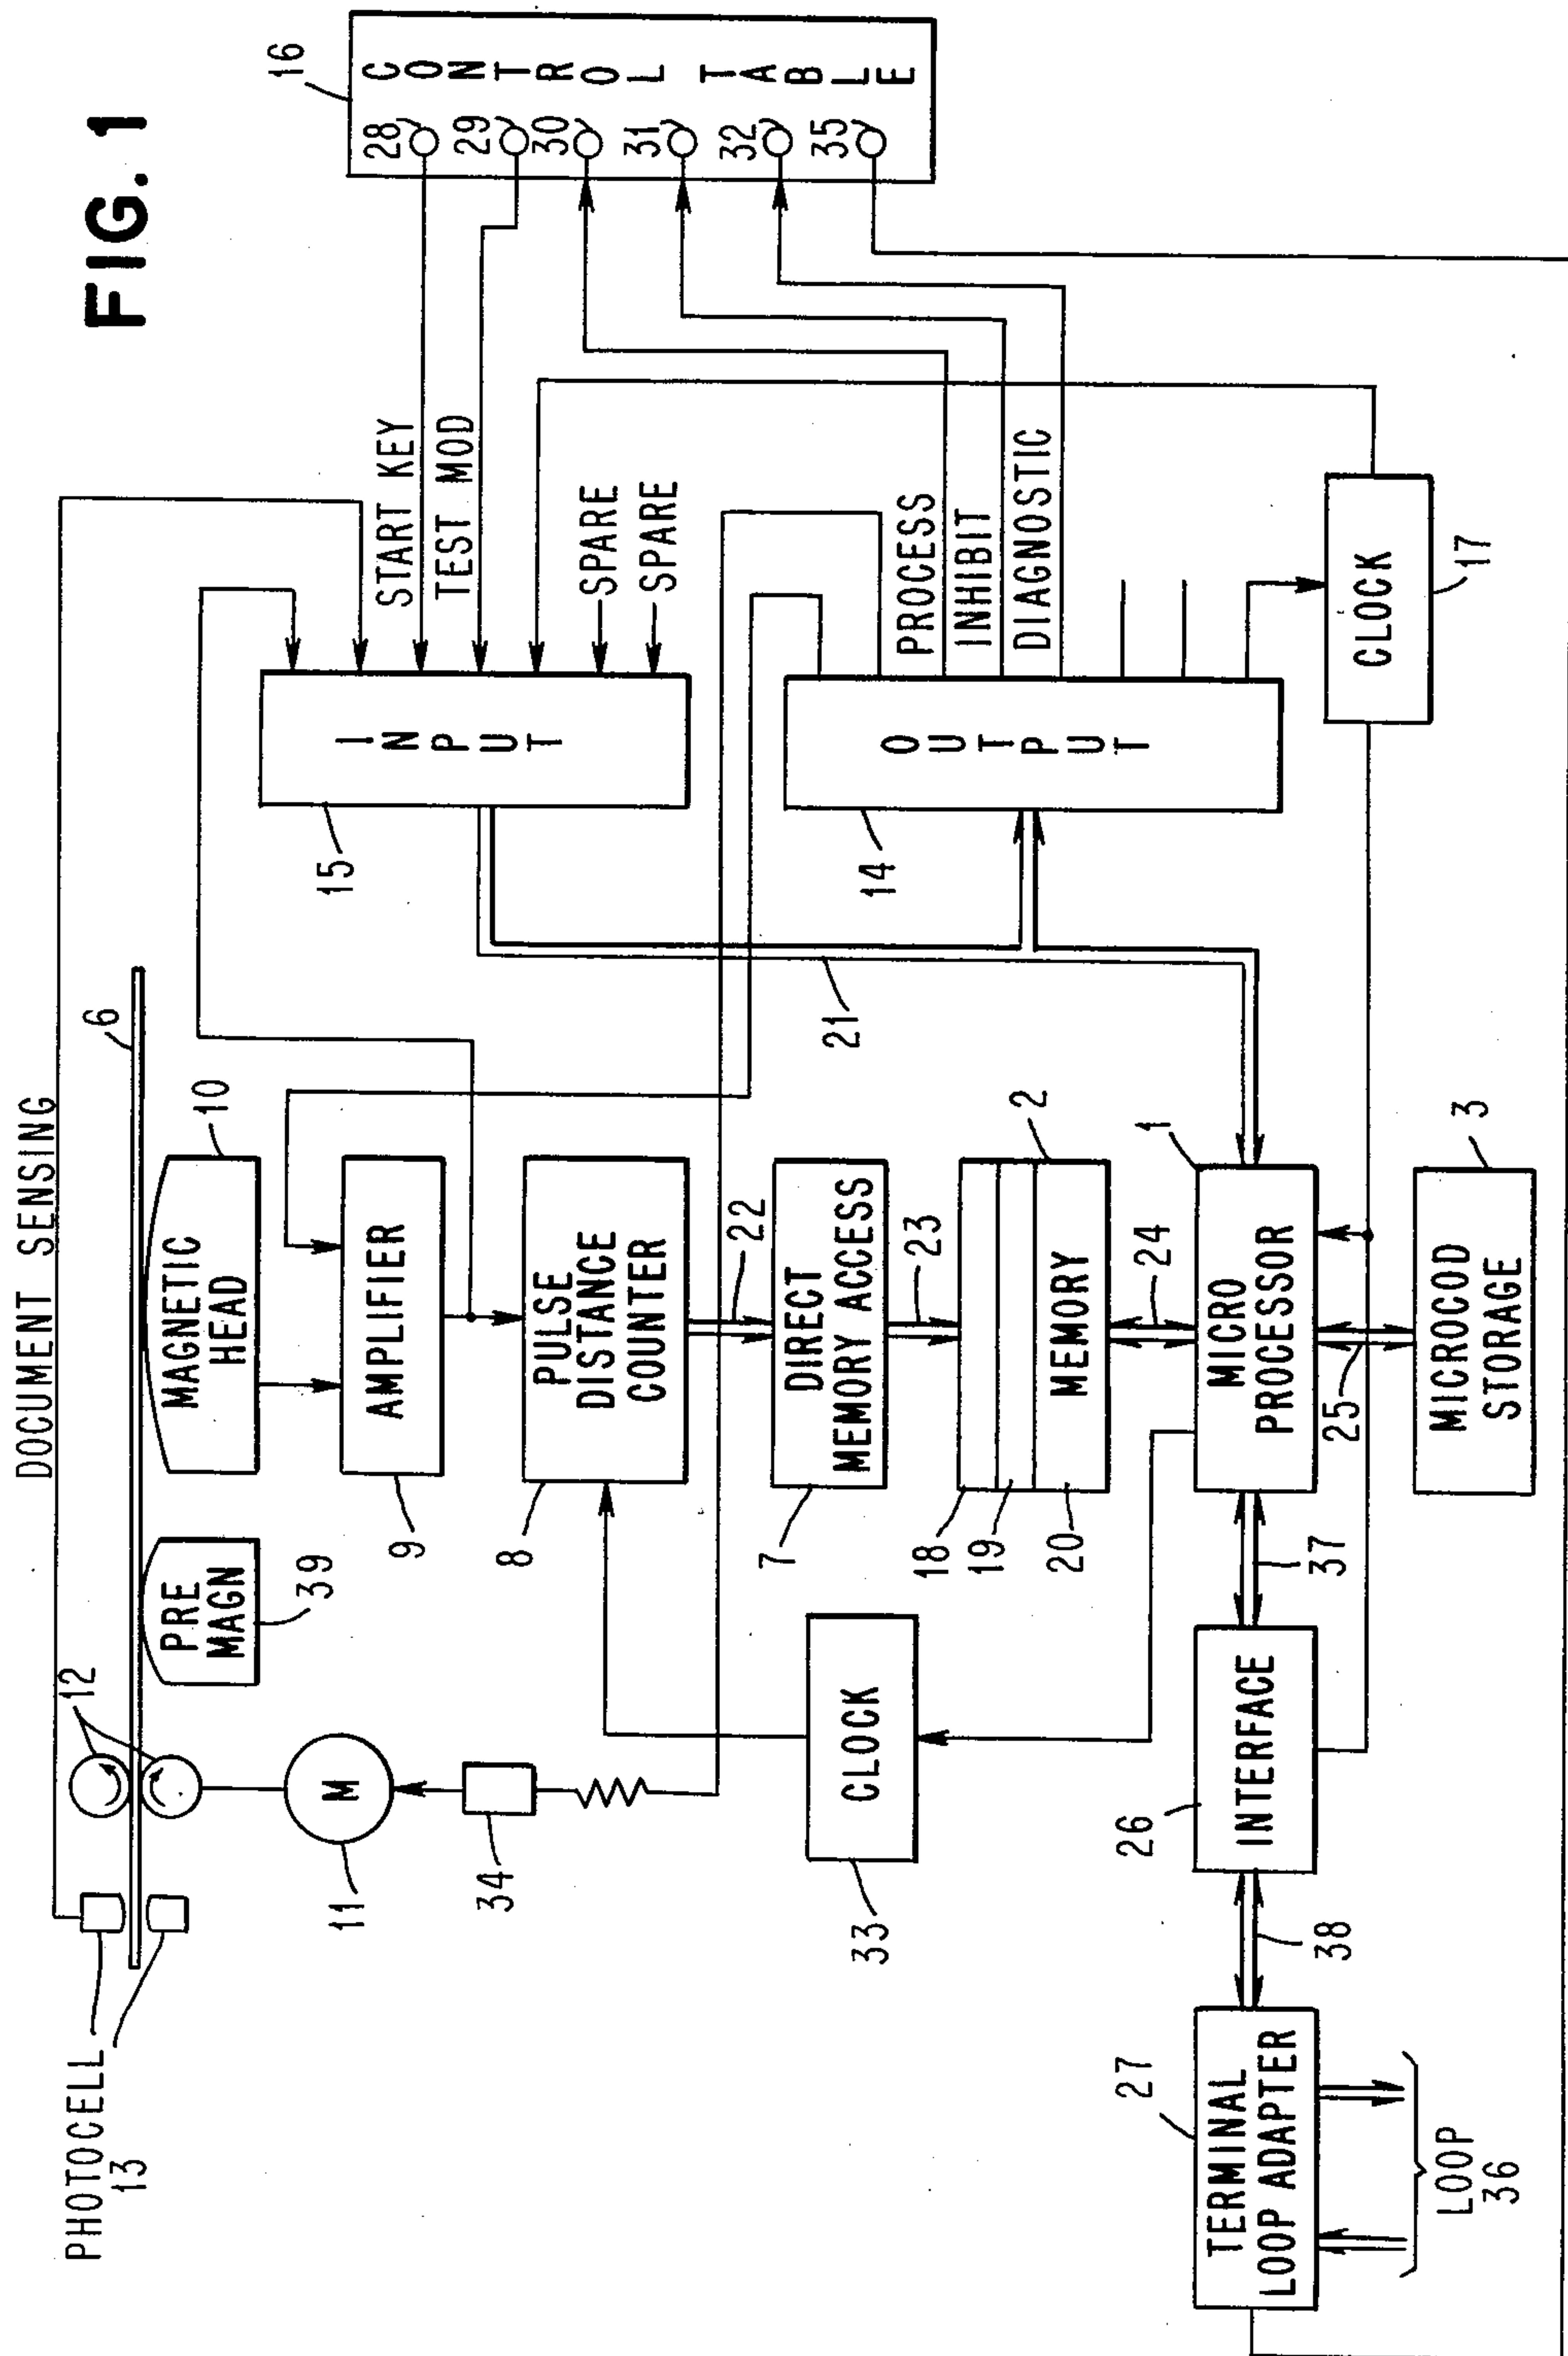 FIG. 1
DOCUMENT SENSING
PHOTOCELL
13
12
6
PRE
MAGN
39
MAGNETIC
HEAD
10
M
11
34
AMPLIFIER
9
PULSE
DISTANCE
COUNTER
8
22
DIRECT
MEMORY ACCESS
7
23
18
19
20
MEMORY
2
24
CLOCK
33
MICRO
PROCESSOR
1
25
MICROCOD
STORAGE
3
37
INTERFACE
26
38
TERMINAL
LOOP ADAPTER
27
LOOP
36
21
INPUT
15
START KEY
TEST MOD
SPARE
SPARE
OUTPUT
14
PROCESS
INHIBIT
DIAGNOSTIC
CLOCK
17
CONTROL TABLE
16
28
29
30
31
32
35